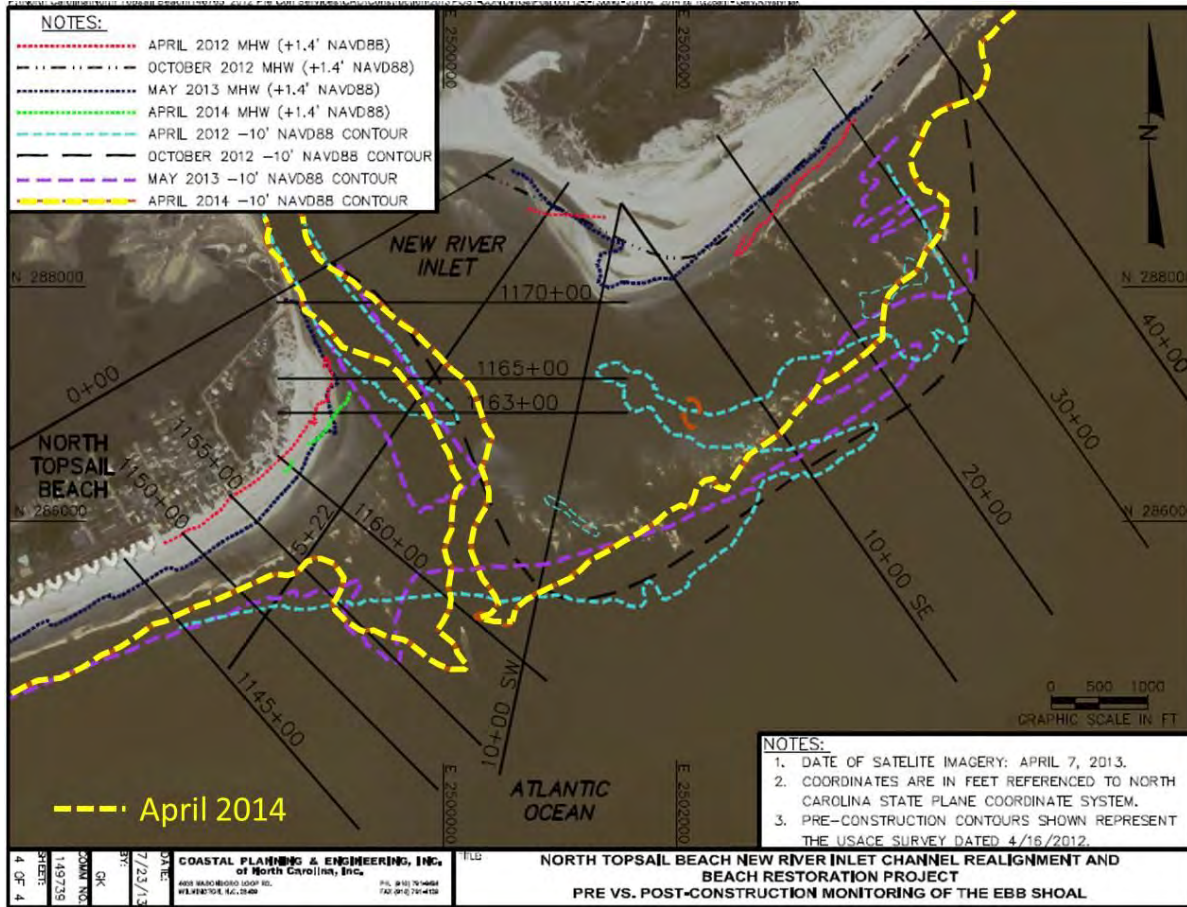 NOTES:
APRIL 2012 MHW (+1.4' NAVD88)
OCTOBER 2012 MHW (+1.4' NAVD88)
MAY 2013 MHW (+1.4' NAVD88)
APRIL 2014 MHW (+1.4' NAVD88)
APRIL 2012 -10' NAVD88 CONTOUR
OCTOBER 2012 -10' NAVD88 CONTOUR
MAY 2013 -10' NAVD88 CONTOUR
APRIL 2014 -10' NAVD88 CONTOUR
E 2500000
E 2502000
N
NEW RIVER
INLET
N 288000
N 288000
1170+00
40+00
0+00
1165+00
1163+00
30+00
NORTH
TOPSAIL
BEACH
1155+00
1150+00
20+00
N 286000
N 286000
5+22
1160+00
10+00 SE
1145+00
10+00 SW
0 500 1000
GRAPHIC SCALE IN FT
E 2500000
E 2502000
ATLANTIC
OCEAN
April 2014
NOTES:
1. DATE OF SATELITE IMAGERY: APRIL 7, 2013.
2. COORDINATES ARE IN FEET REFERENCED TO NORTH
CAROLINA STATE PLANE COORDINATE SYSTEM.
3. PRE-CONSTRUCTION CONTOURS SHOWN REPRESENT
THE USACE SURVEY DATED 4/16/2012.
SHEET:
4 OF 4
COMM NO.
149739
BY:
GK
DATE:
7/23/13
COASTAL PLANNING & ENGINEERING, INC.
of North Carolina, Inc.
TITLE:
NORTH TOPSAIL BEACH NEW RIVER INLET CHANNEL REALIGNMENT AND
BEACH RESTORATION PROJECT
PRE VS. POST-CONSTRUCTION MONITORING OF THE EBB SHOAL